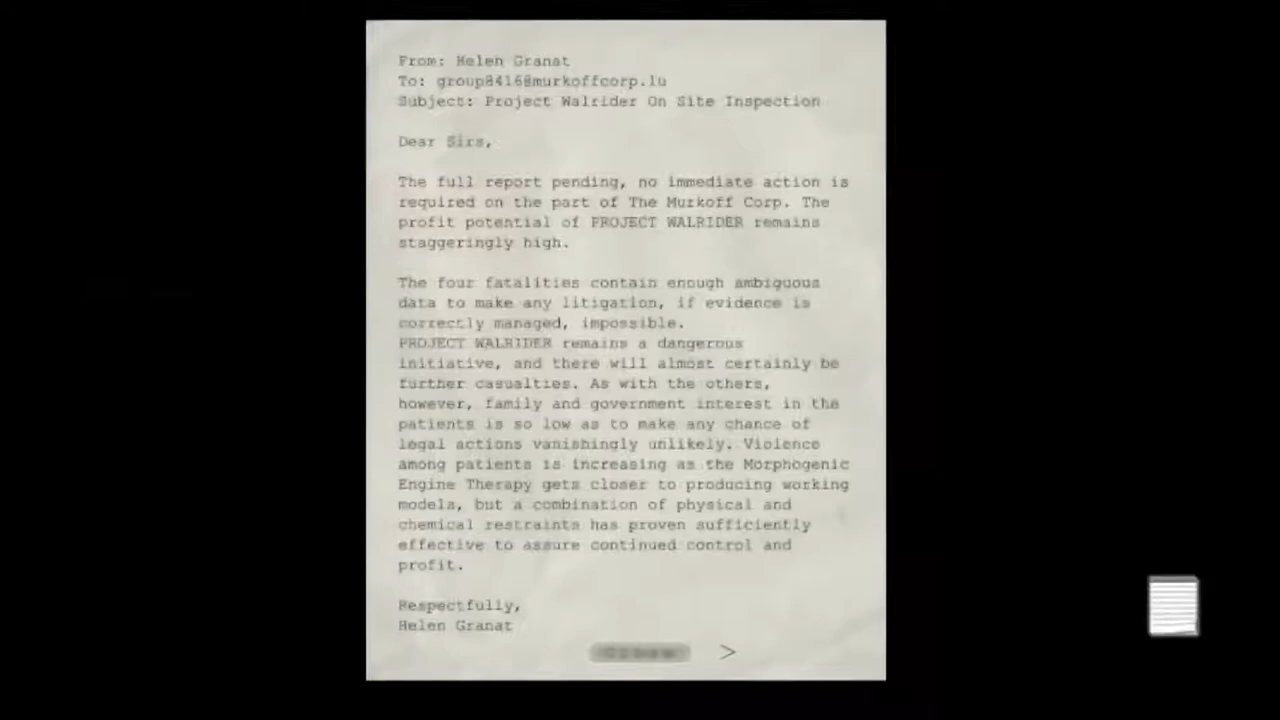 From: Helen Granat
To: group8416@murkoffcorp.lu
Subject: Project Walrider On Site Inspection
Dear Sirs,
The full report pending, no immediate action is
required on the part of The Murkoff Corp. The
profit potential of PROJECT WALRIDER remains
staggeringly high.
The four fatalities contain enough ambiguous
data to make any litigation, if evidence is
correctly managed, impossible.
PROJECT WALRIDER remains a dangerous
initiative, and there will almost certainly be
further casualties. As with the others,
however, family and government interest in the
patients is so low as to make any chance of
legal actions vanishingly unlikely. Violence
among patients is increasing as the Morphogenic
Engine Therapy gets closer to producing working
models, but a combination of physical and
chemical restraints has proven sufficiently
effective to assure continued control and
profit.
Respectfully,
Helen Granat
>